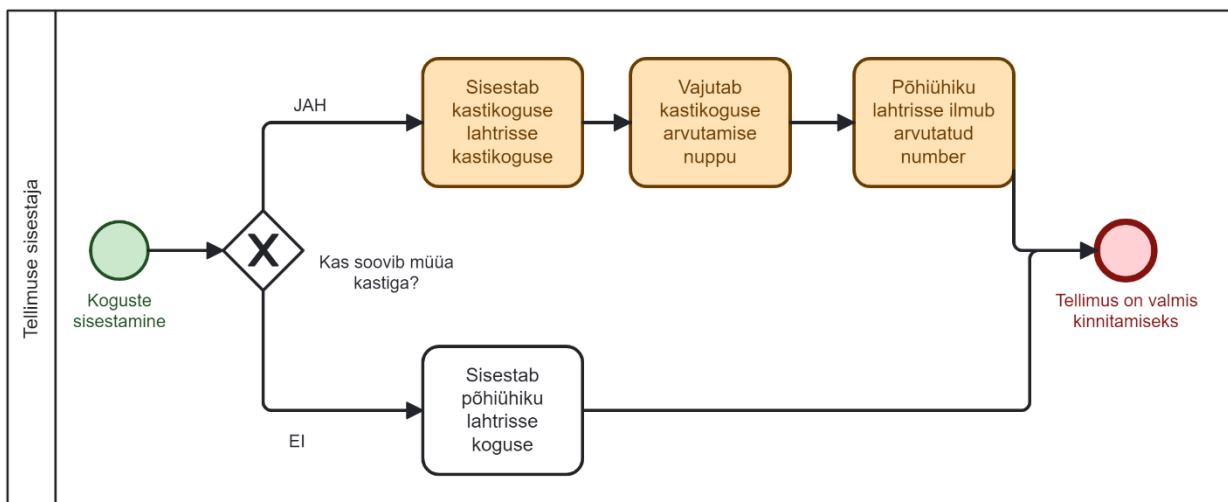 Tellimuse sisestaja
Koguste
sisestamine
Kas soovib müüa
kastiga?
JAH
Sisestab
kastikoguse
lahtrisse
kastikoguse
Vajutab
kastikoguse
arvutamise
nuppu
Põhiühiku
lahtrisse ilmub
arvutatud
number
EI
Sisestab
põhiühiku
lahtrisse
koguse
Tellimus on valmis
kinnitamiseks